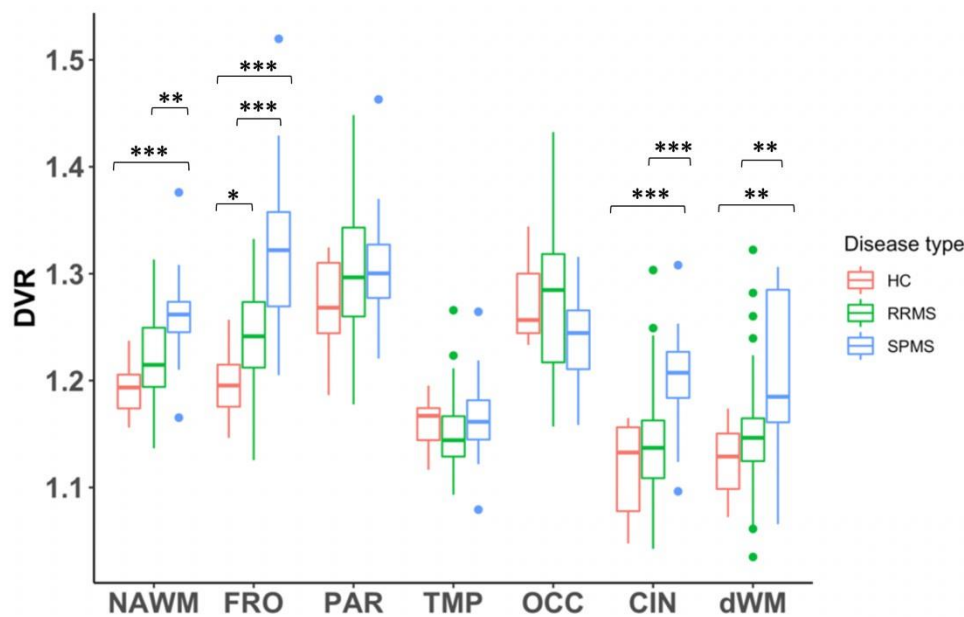 1.5
1.4
1.3
1.2
1.1
DVR
***
**
***
***
***
*
***
***
**
**
NAWM FRO PAR TMP OCC CIN dWM
Disease type
HC
RRMS
SPMS